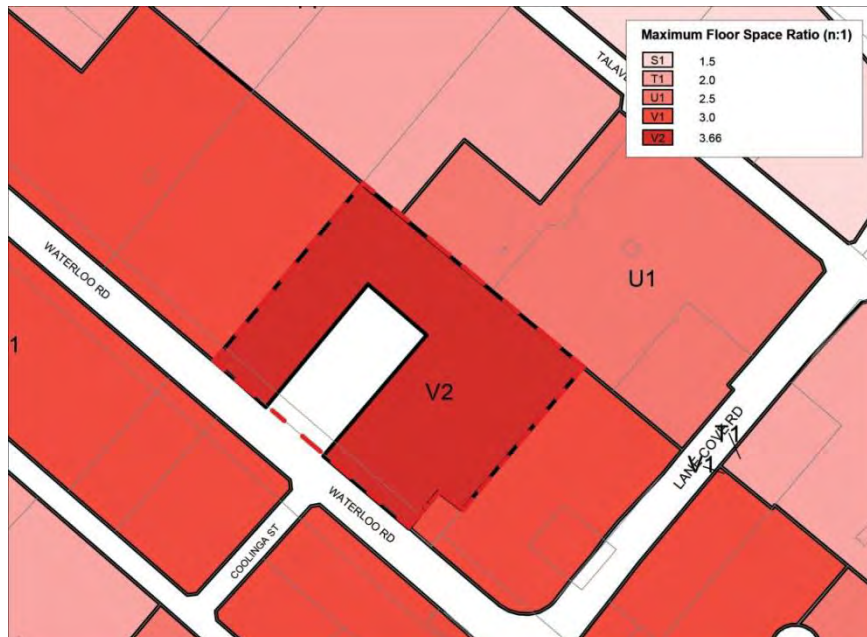 Maximum Floor Space Ratio (n:1)
S1 1.5
T1 2.0
U1 2.5
V1 3.0
V2 3.66
TALAVE
U1
WATERLOO RD
1
V2
LANE COVE RD
WATERLOO RD
COOLINGA ST